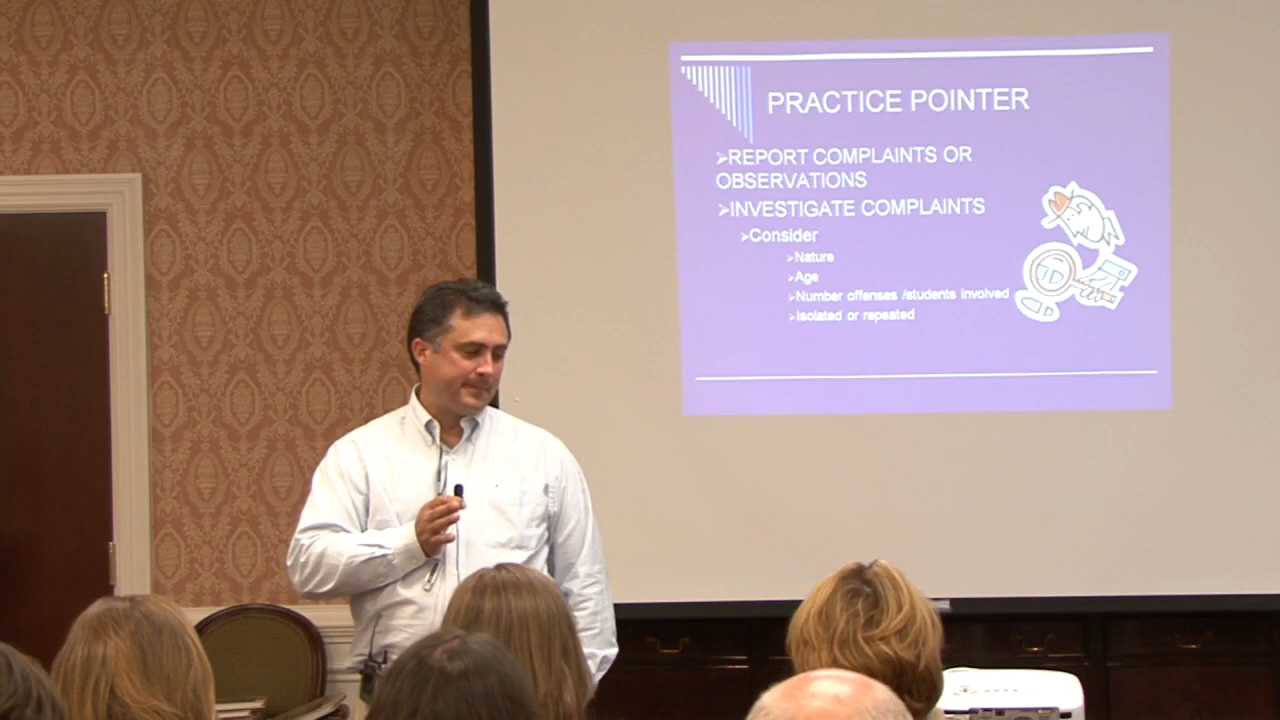 PRACTICE POINTER
➢REPORT COMPLAINTS OR
OBSERVATIONS
➢INVESTIGATE COMPLAINTS
➢Consider
➢Nature
➢Age
➢Number offenses /students involved
➢Isolated or repeated